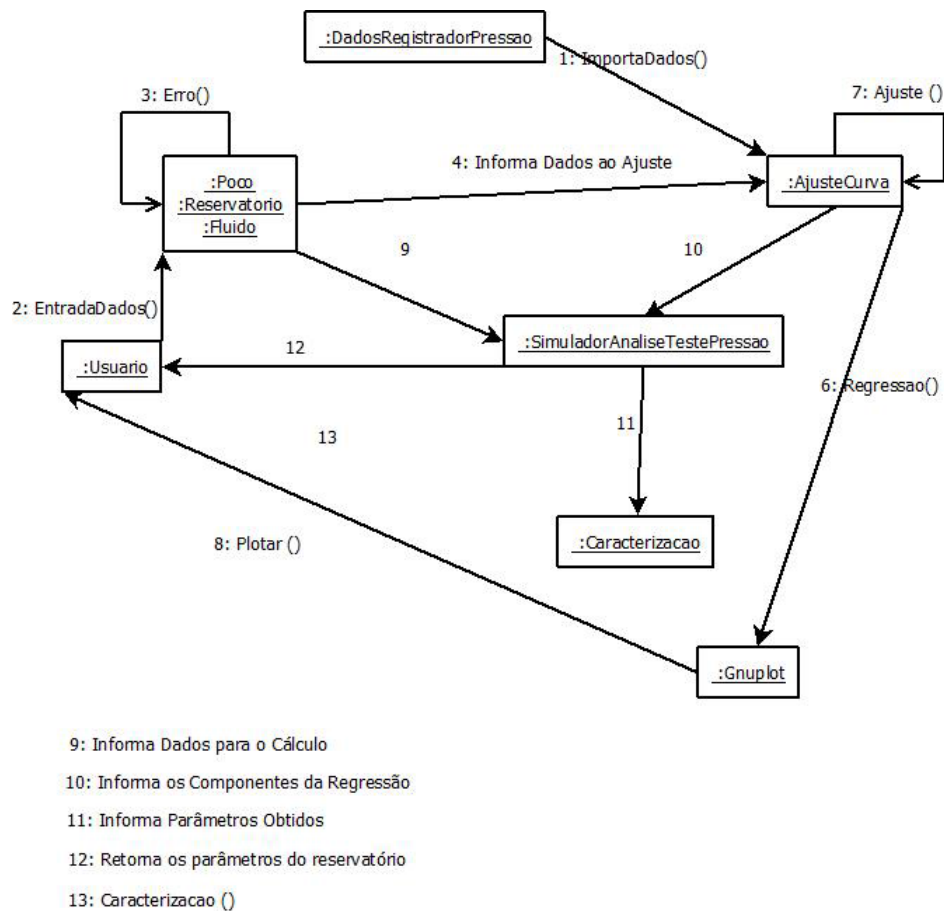 :DadosRegistradorPressao
1: ImportaDados()
3: Erro()
7: Ajuste ()
:Poco
:Reservatorio
:Fluido
4: Informa Dados ao Ajuste
:AjusteCurva
9
10
2: EntradaDados()
:SimuladorAnaliseTestePressao
:Usuario
12
6: Regressao()
11
13
8: Plotar ()
:Caracterizacao
:Gnuplot
9: Informa Dados para o Cálculo
10: Informa os Componentes da Regressão
11: Informa Parâmetros Obtidos
12: Retorna os parâmetros do reservatório
13: Caracterizacao ()